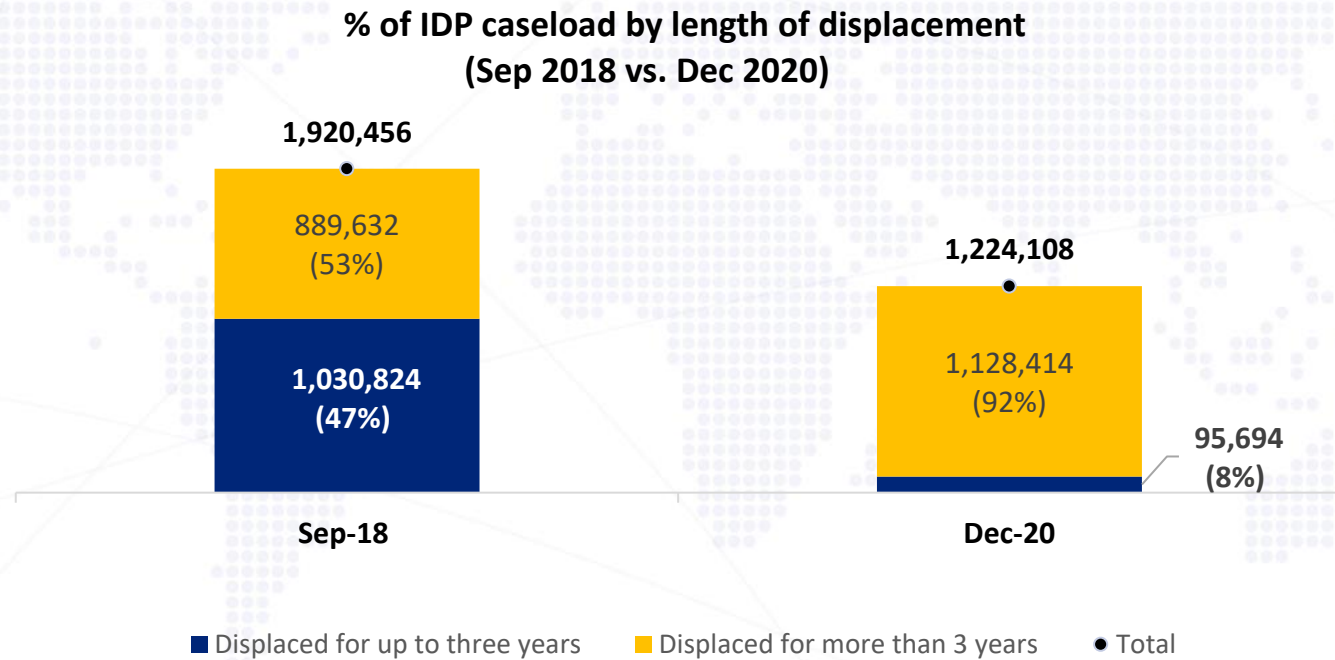 % of IDP caseload by length of displacement
(Sep 2018 vs. Dec 2020)
1,920,456
889,632
(53%)
1,030,824
(47%)
1,224,108
1,128,414
(92%)
95,694
(8%)
Sep-18
Dec-20
Displaced for up to three years
Displaced for more than 3 years
Total